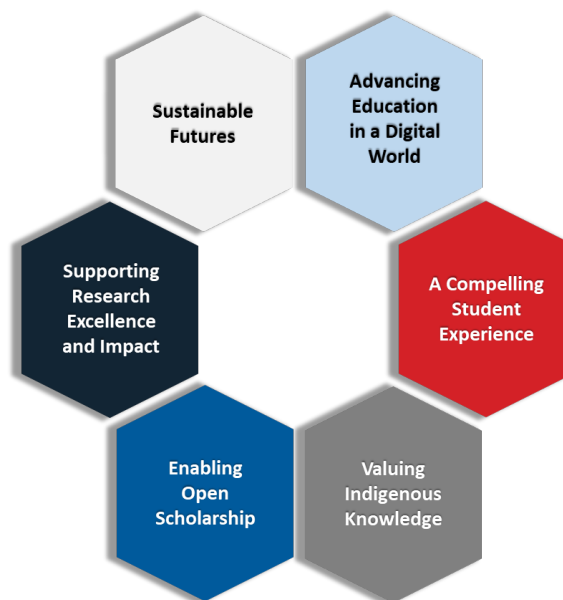 Sustainable
Futures
Advancing
Education
in a Digital
World
Supporting
Research
Excellence
and Impact
A Compelling
Student
Experience
Enabling
Open
Scholarship
Valuing
Indigenous
Knowledge